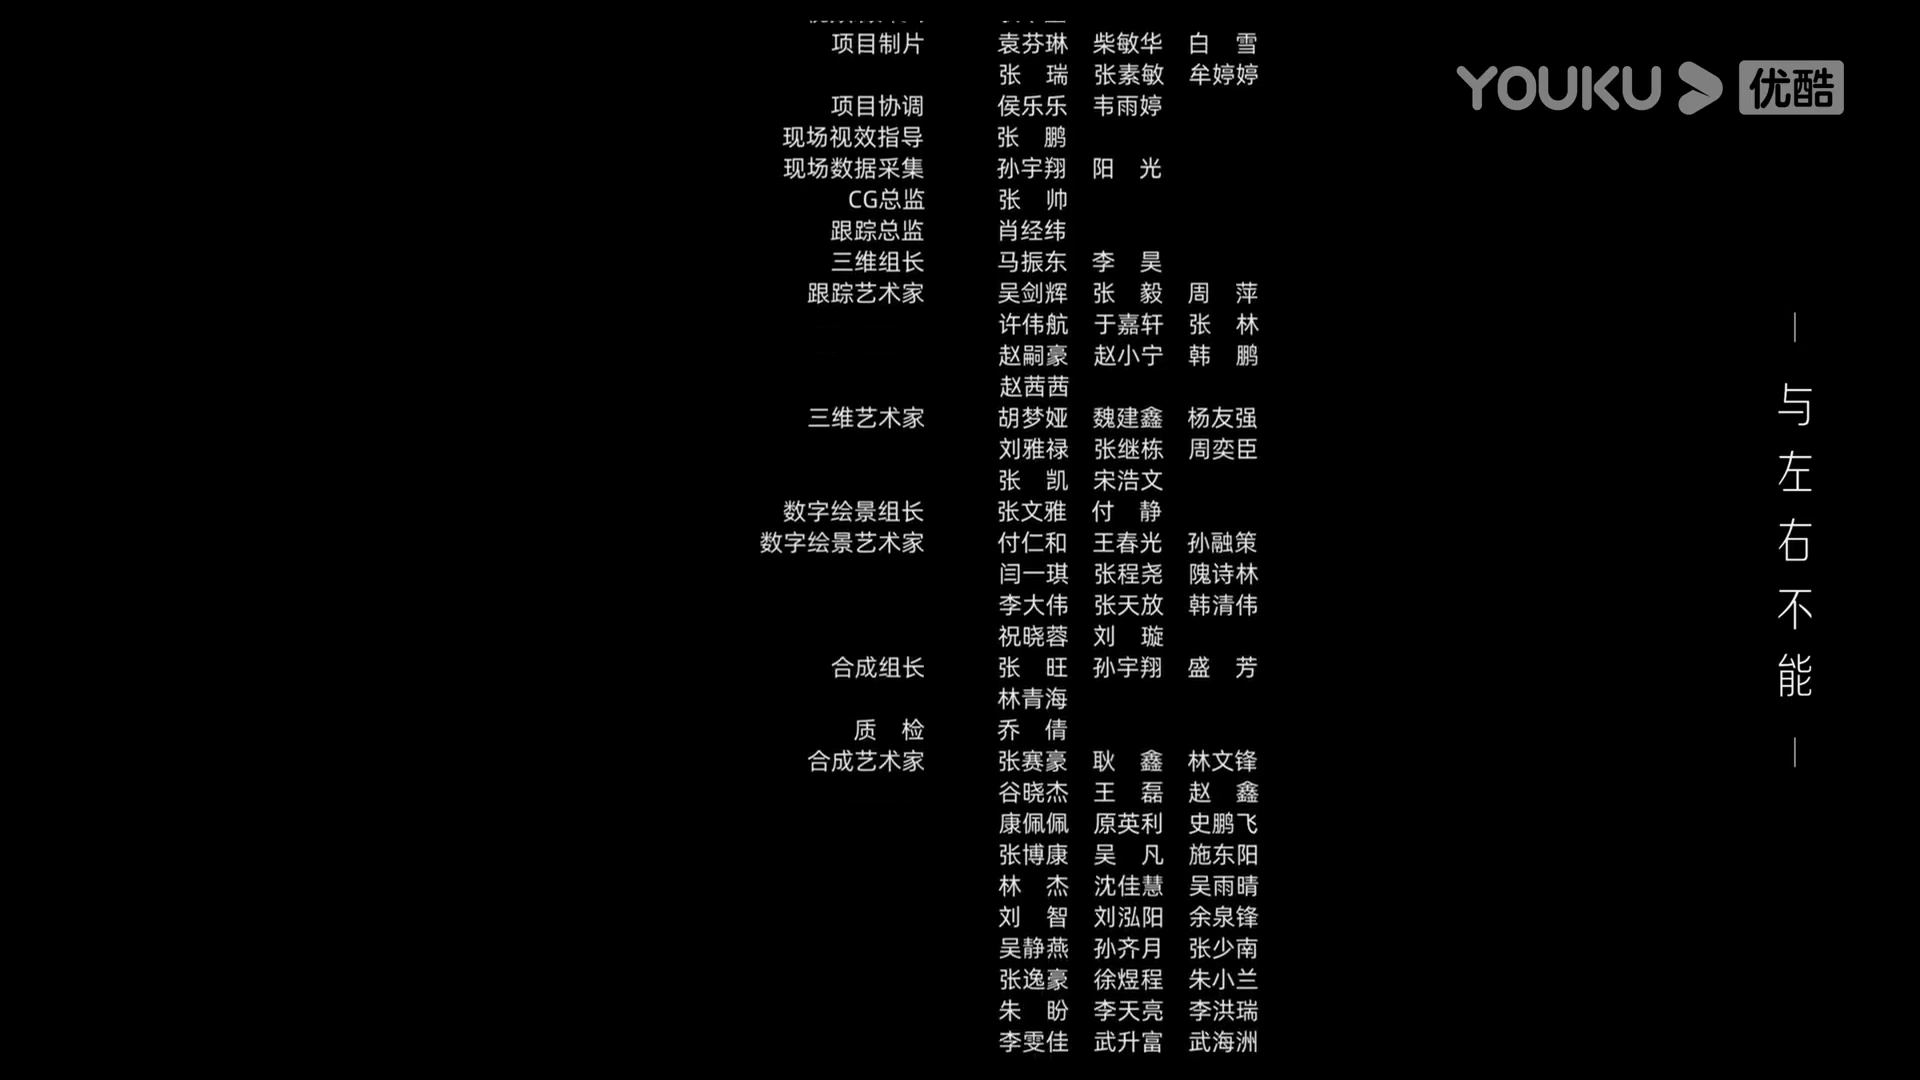 项目制片 袁芬琳 柴敏华 白 雪
张 瑞 张素敏 牟婷婷
项目协调 侯乐乐 韦雨婷
现场视效指导 张 鹏
现场数据采集 孙宇翔 阳 光
CG总监 张 帅
跟踪总监 肖经纬
三维组长 马振东 李 昊
跟踪艺术家 吴剑辉 张 毅 周 萍
许伟航 于嘉轩 张 林
赵嗣豪 赵小宁 韩 鹏
赵茜茜
三维艺术家 胡梦娅 魏建鑫 杨友强
刘雅禄 张继栋 周奕臣
张 凯 宋浩文
数字绘景组长 张文雅 付 静
数字绘景艺术家 付仁和 王春光 孙融策
闫一琪 张程尧 隗诗林
李大伟 张天放 韩清伟
祝晓蓉 刘 璇
合成组长 张 旺 孙宇翔 盛 芳
林青海
质 检 乔 倩
合成艺术家 张赛豪 耿 鑫 林文锋
谷晓杰 王 磊 赵 鑫
康佩佩 原英利 史鹏飞
张博康 吴 凡 施东阳
林 杰 沈佳慧 吴雨晴
刘 智 刘泓阳 余泉锋
吴静燕 孙齐月 张少南
张逸豪 徐煜程 朱小兰
朱 盼 李天亮 李洪瑞
李雯佳 武升富 武海洲
YOUKU 优酷
与左右不能